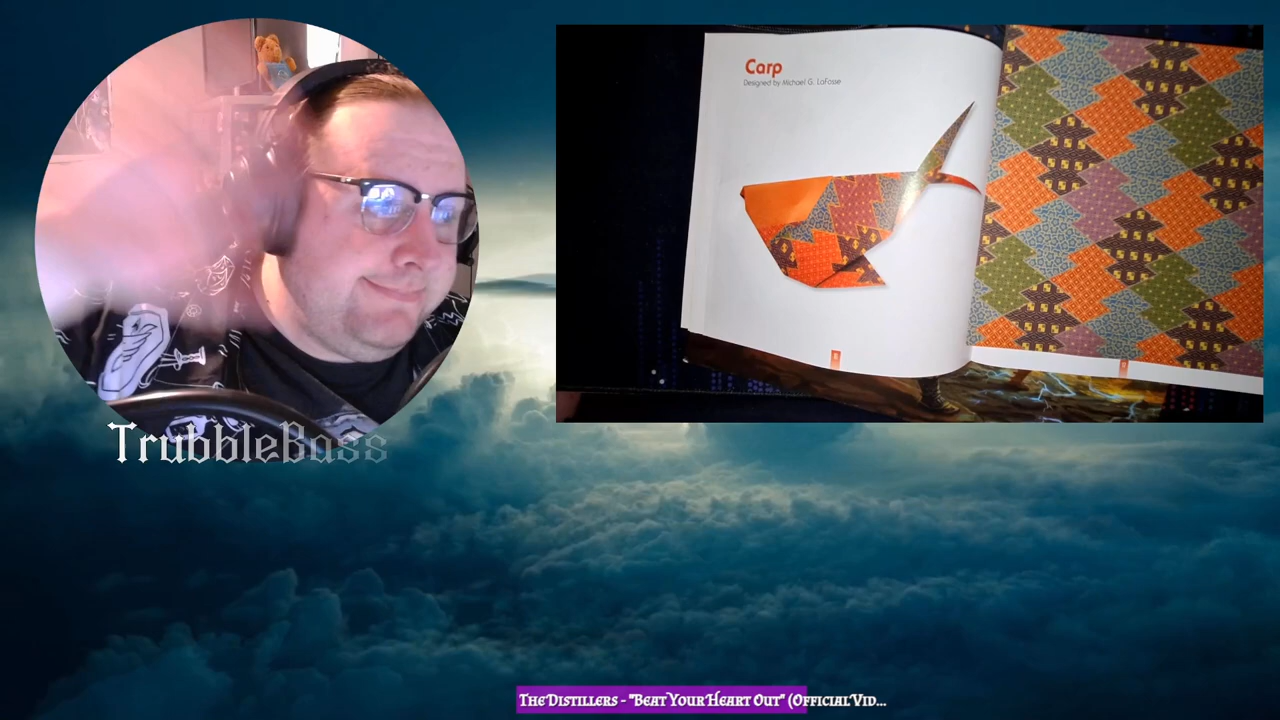 Carp
Designed by Michael G. LaFosse
TrubbleBass
The Distillers - "Beat Your Heart Out" (Official Vid...